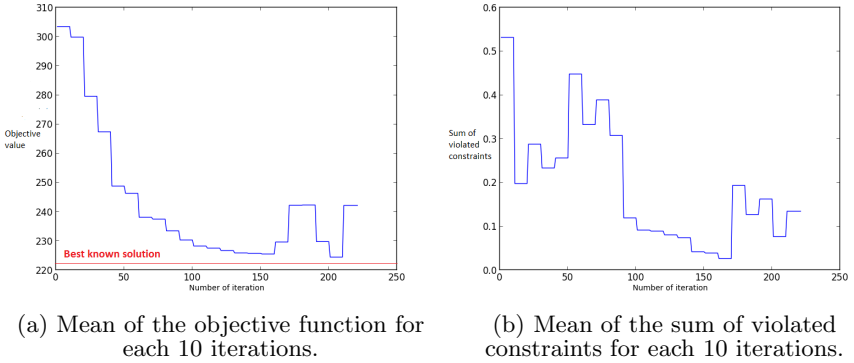 310
300
290
280
270
260
250
240
230
220
Objective
value
Best known solution
0
50
100
150
200
250
Number of iteration
0.6
0.5
0.4
0.3
0.2
0.1
0.0
Sum of
violated
constraints
0
50
100
150
200
250
Number of iteration
(a) Mean of the objective function for
each 10 iterations.
(b) Mean of the sum of violated
constraints for each 10 iterations.